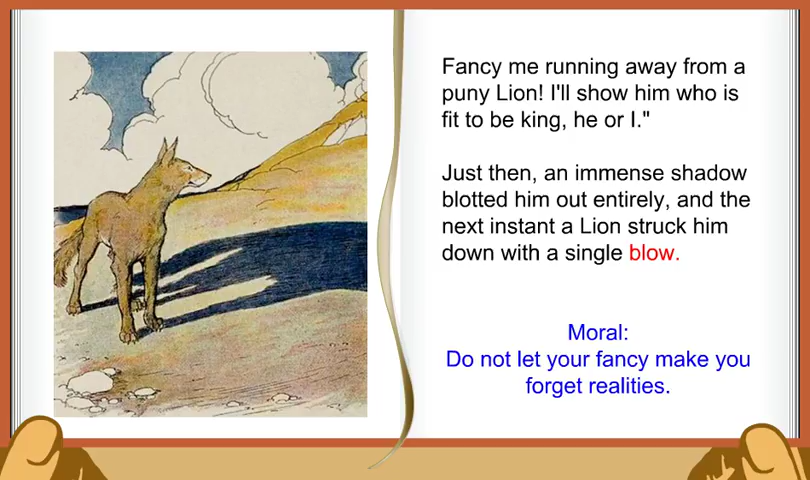 Fancy me running away from a
puny Lion! I'll show him who is
fit to be king, he or I."
Just then, an immense shadow
blotted him out entirely, and the
next instant a Lion struck him
down with a single blow.
Moral:
Do not let your fancy make you
forget realities.